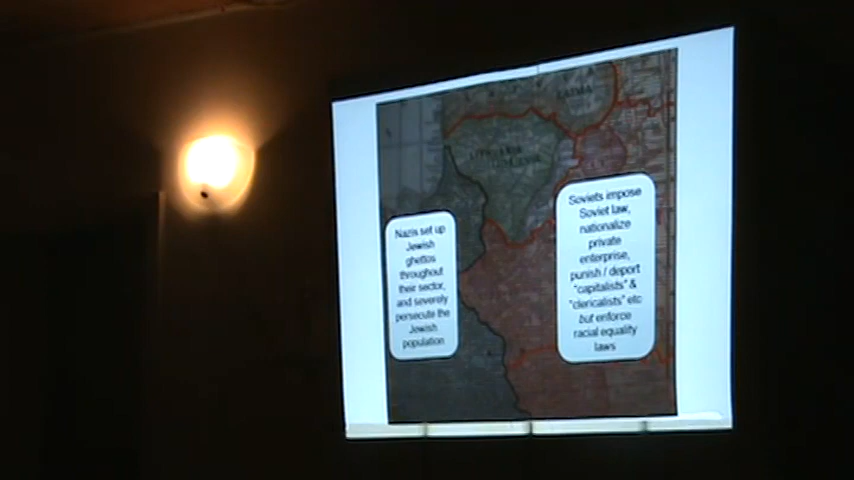 LATVIA
LITHUANIA
Nazis set up
Jewish
ghettos
throughout
their sector,
and severely
persecute the
Jewish
population
Soviets impose
Soviet law,
nationalize
private
enterprise,
punish / deport
"capitalists" &
"clericalists" etc
but enforce
racial equality
laws